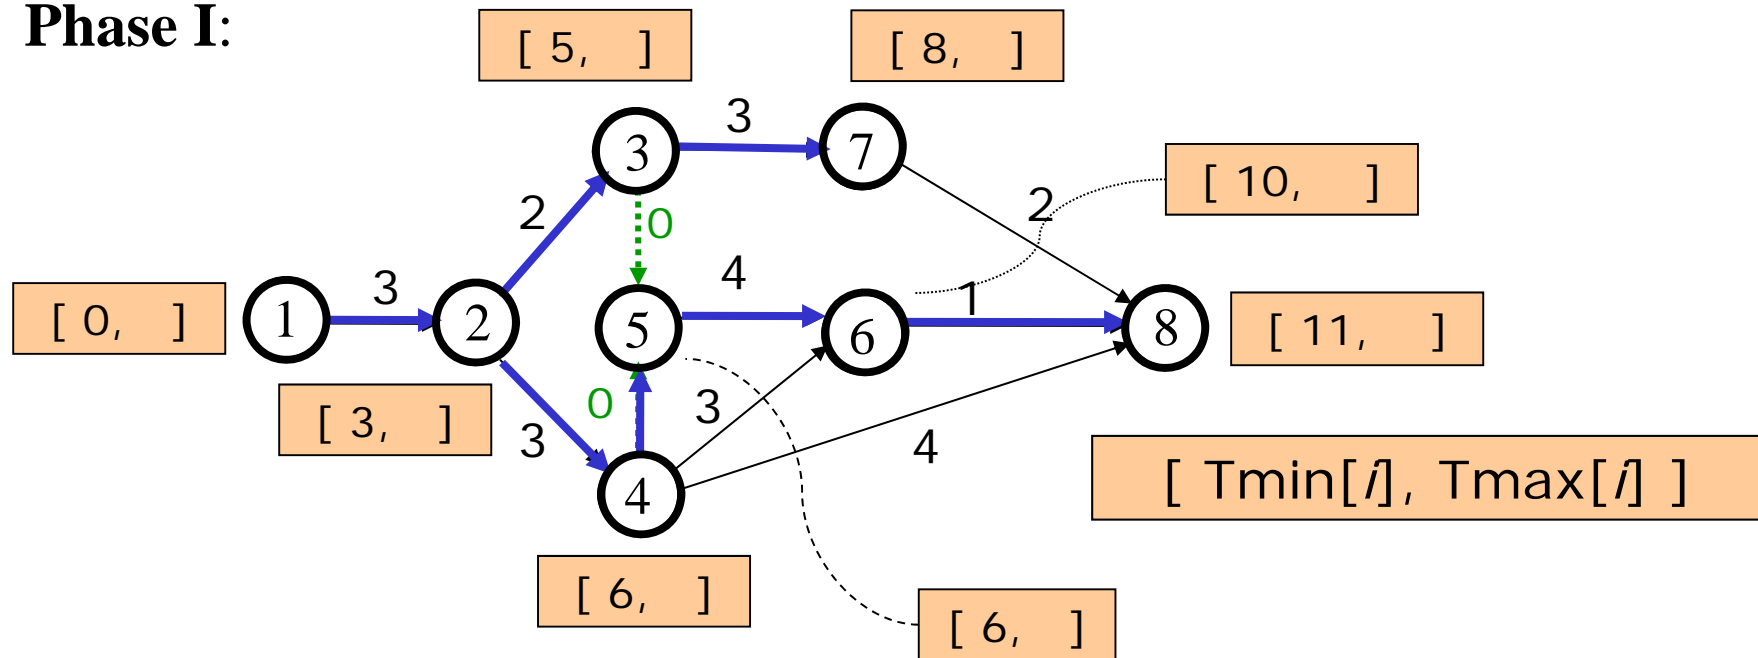 Phase I:
[ 5, ]
[ 8, ]
3
3
7
[ 10, ]
2
2
0
4
3
1
[ 0, ]
1
2
5
6
8
[ 11, ]
[ 3, ]
0
3
3
4
[ Tmin[i], Tmax[i] ]
4
[ 6, ]
[ 6, ]